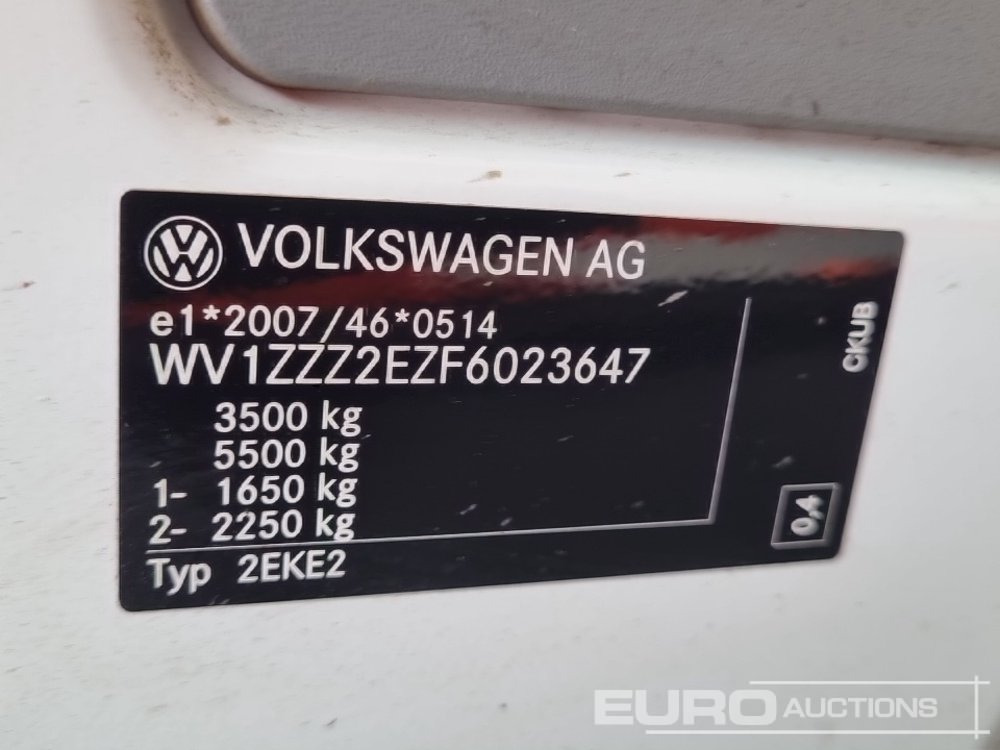 VOLKSWAGEN AG
e1*2007/46*0514
WV1ZZZ2EZF6023647
3500 kg
5500 kg
1- 1650 kg
2- 2250 kg
Typ 2EKE2
CKUB
0,4
EURO AUCTIONS